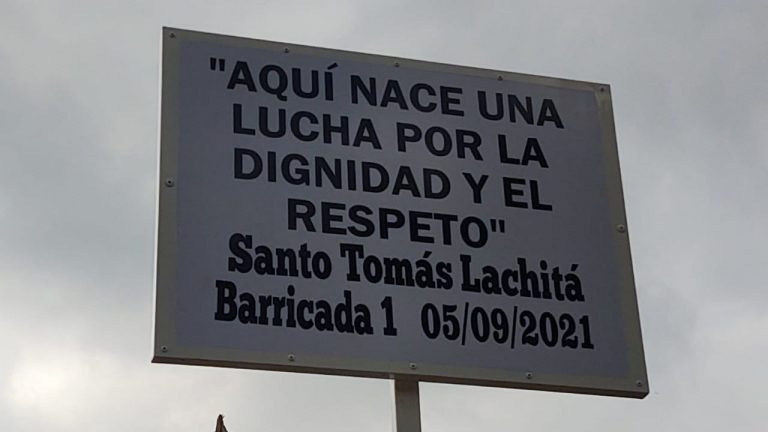 "AQUÍ NACE UNA
LUCHA POR LA
DIGNIDAD Y EL
RESPETO"
Santo Tomás Lachitá
Barricada 1 05/09/2021